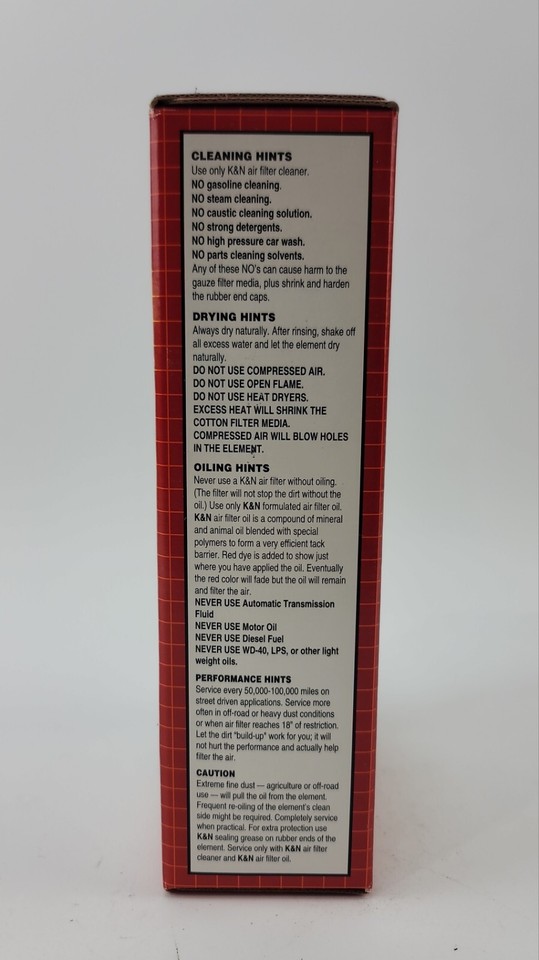 CLEANING HINTS
Use only K&N air filter cleaner.
NO gasoline cleaning.
NO steam cleaning.
NO caustic cleaning solution.
NO strong detergents.
NO high pressure car wash.
NO parts cleaning solvents.
Any of these NO's can cause harm to the
gauze filter media, plus shrink and harden
the rubber end caps.
DRYING HINTS
Always dry naturally. After rinsing, shake off
all excess water and let the element dry
naturally.
DO NOT USE COMPRESSED AIR.
DO NOT USE OPEN FLAME.
DO NOT USE HEAT DRYERS.
EXCESS HEAT WILL SHRINK THE
COTTON FILTER MEDIA.
COMPRESSED AIR WILL BLOW HOLES
IN THE ELEMENT.
OILING HINTS
Never use a K&N air filter without oiling.
(The filter will not stop the dirt without the
oil.) Use only K&N formulated air filter oil.
K&N air filter oil is a compound of mineral
and animal oil blended with special
polymers to form a very efficient tack
barrier. Red dye is added to show just
where you have applied the oil. Eventually
the red color will fade but the oil will remain
and filter the air.
NEVER USE Automatic Transmission
Fluid
NEVER USE Motor Oil
NEVER USE Diesel Fuel
NEVER USE WD-40, LPS, or other light
weight oils.
PERFORMANCE HINTS
Service every 50,000-100,000 miles on
street driven applications. Service more
often in off-road or heavy dust conditions
or when air filter reaches 18" of restriction.
Let the dirt "build-up" work for you; it will
not hurt the performance and actually help
filter the air.
CAUTION
Extreme fine dust — agriculture or off-road
use — will pull the oil from the element.
Frequent re-oiling of the element's clean
side might be required. Completely service
when practical. For extra protection use
K&N sealing grease on rubber ends of the
element. Service only with K&N air filter
cleaner and K&N air filter oil.